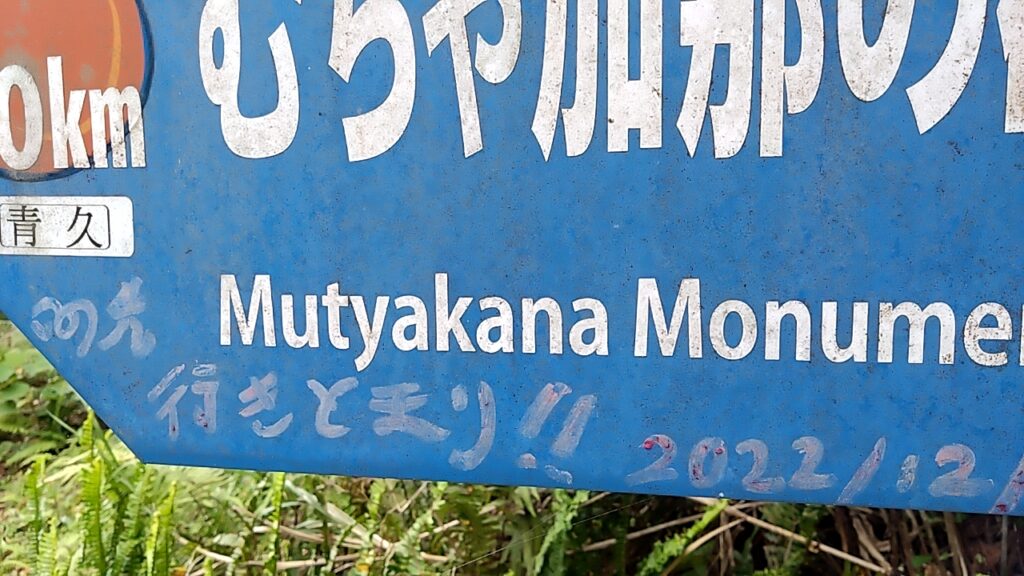 0km
むちゃ加那の
青久
Mutyakana Monume
この先
行きどまり!!
2022/12/